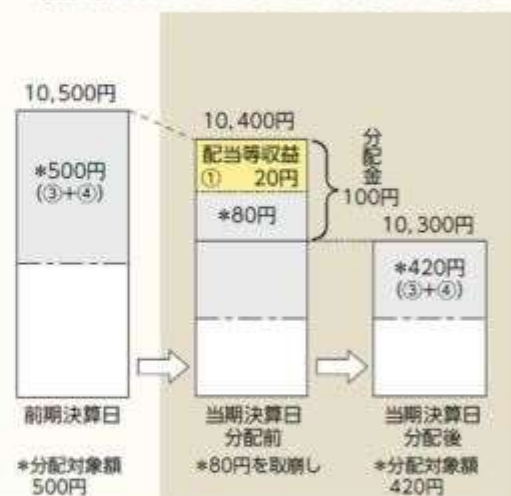 10,500円
*500円
(③+④)
前期決算日
*分配対象額
500円
10,400円
配当等収益
① 20円
*80円
分配金
100円
当期決算日
分配前
*80円を取崩し
10,300円
*420円
(③+④)
当期決算日
分配後
*分配対象額
420円